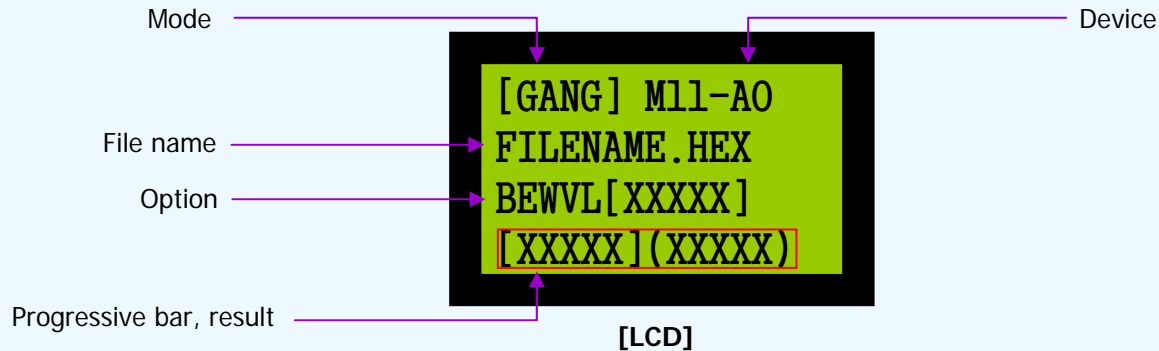 Mode
Device
[GANG] M11-A0
File name
FILENAME.HEX
Option
BEWVL[XXXXX]
[XXXXX](XXXXX)
Progressive bar, result
[LCD]